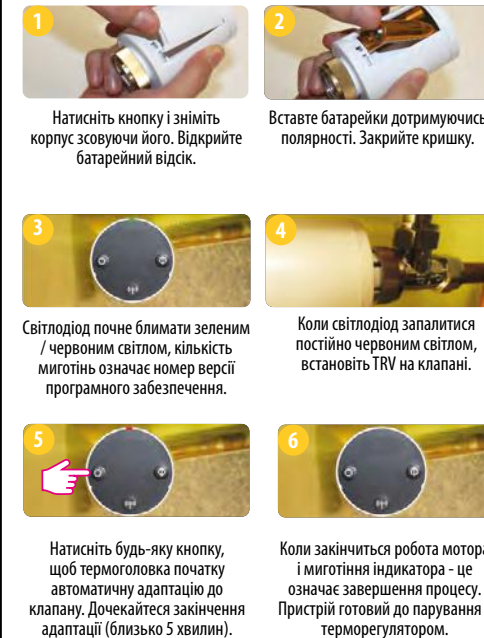 1
Натисніть кнопку і зніміть
корпус зсовуючи його. Відкрийте
батарейний відсік.
2
Вставте батарейки дотримуючись
полярності. Закрийте кришку.
3
Світлодіод почне блимати зеленим
/ червоним світлом, кількість
миготінь означає номер версії
програмного забезпечення.
4
Коли світлодіод запалитися
постійно червоним світлом,
встановіть TRV на клапані.
5
Натисніть будь-яку кнопку,
щоб термоголовка початку
автоматичну адаптацію до
клапану. Дочекайтеся закінчення
адаптації (близько 5 хвилин).
6
Коли закінчиться робота мотора
і миготіння індикатора - це
означає завершення процесу.
Пристрій готовий до парування
терморегулятором.